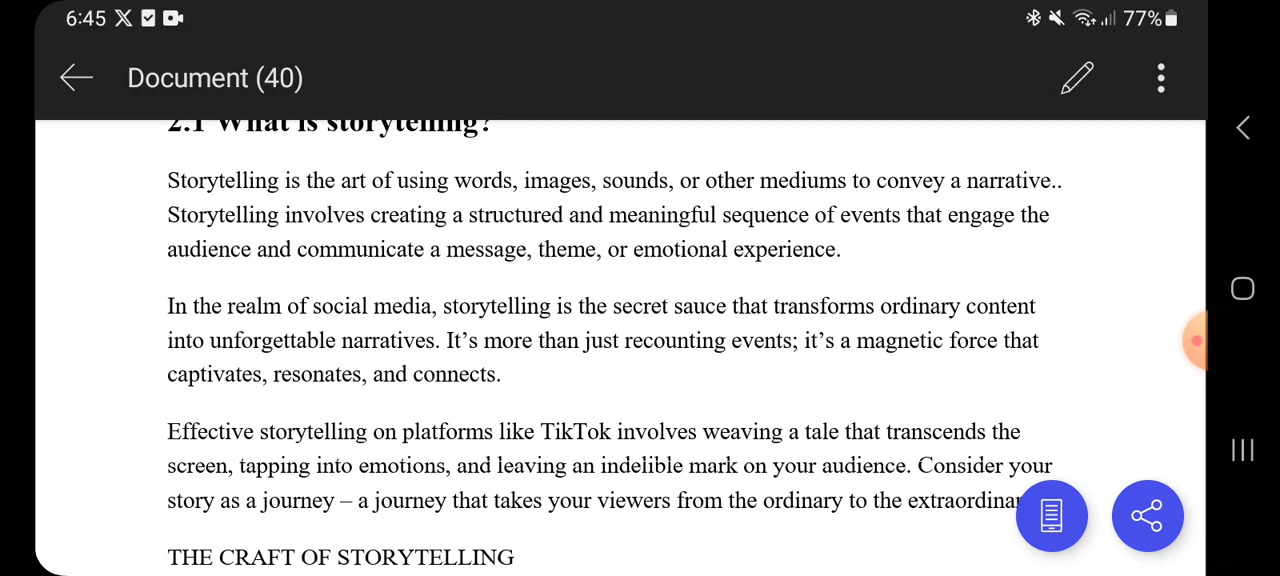 6:45
77%
Document (40)
2.1 What is storytelling?
Storytelling is the art of using words, images, sounds, or other mediums to convey a narrative..
Storytelling involves creating a structured and meaningful sequence of events that engage the
audience and communicate a message, theme, or emotional experience.
In the realm of social media, storytelling is the secret sauce that transforms ordinary content
into unforgettable narratives. It’s more than just recounting events; it’s a magnetic force that
captivates, resonates, and connects.
Effective storytelling on platforms like TikTok involves weaving a tale that transcends the
screen, tapping into emotions, and leaving an indelible mark on your audience. Consider your
story as a journey – a journey that takes your viewers from the ordinary to the
THE CRAFT OF STORYTELLING